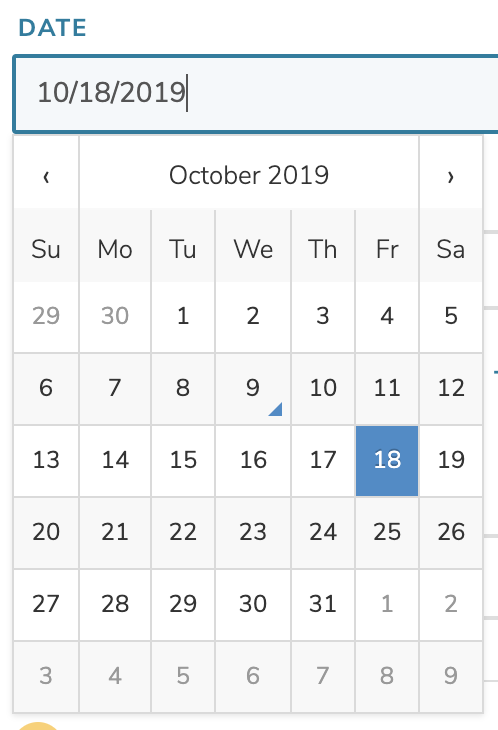 DATE
10/18/2019
‹ October 2019 ›
Su Mo Tu We Th Fr Sa
29 30 1 2 3 4 5
6 7 8 9 10 11 12
13 14 15 16 17 18 19
20 21 22 23 24 25 26
27 28 29 30 31 1 2
3 4 5 6 7 8 9